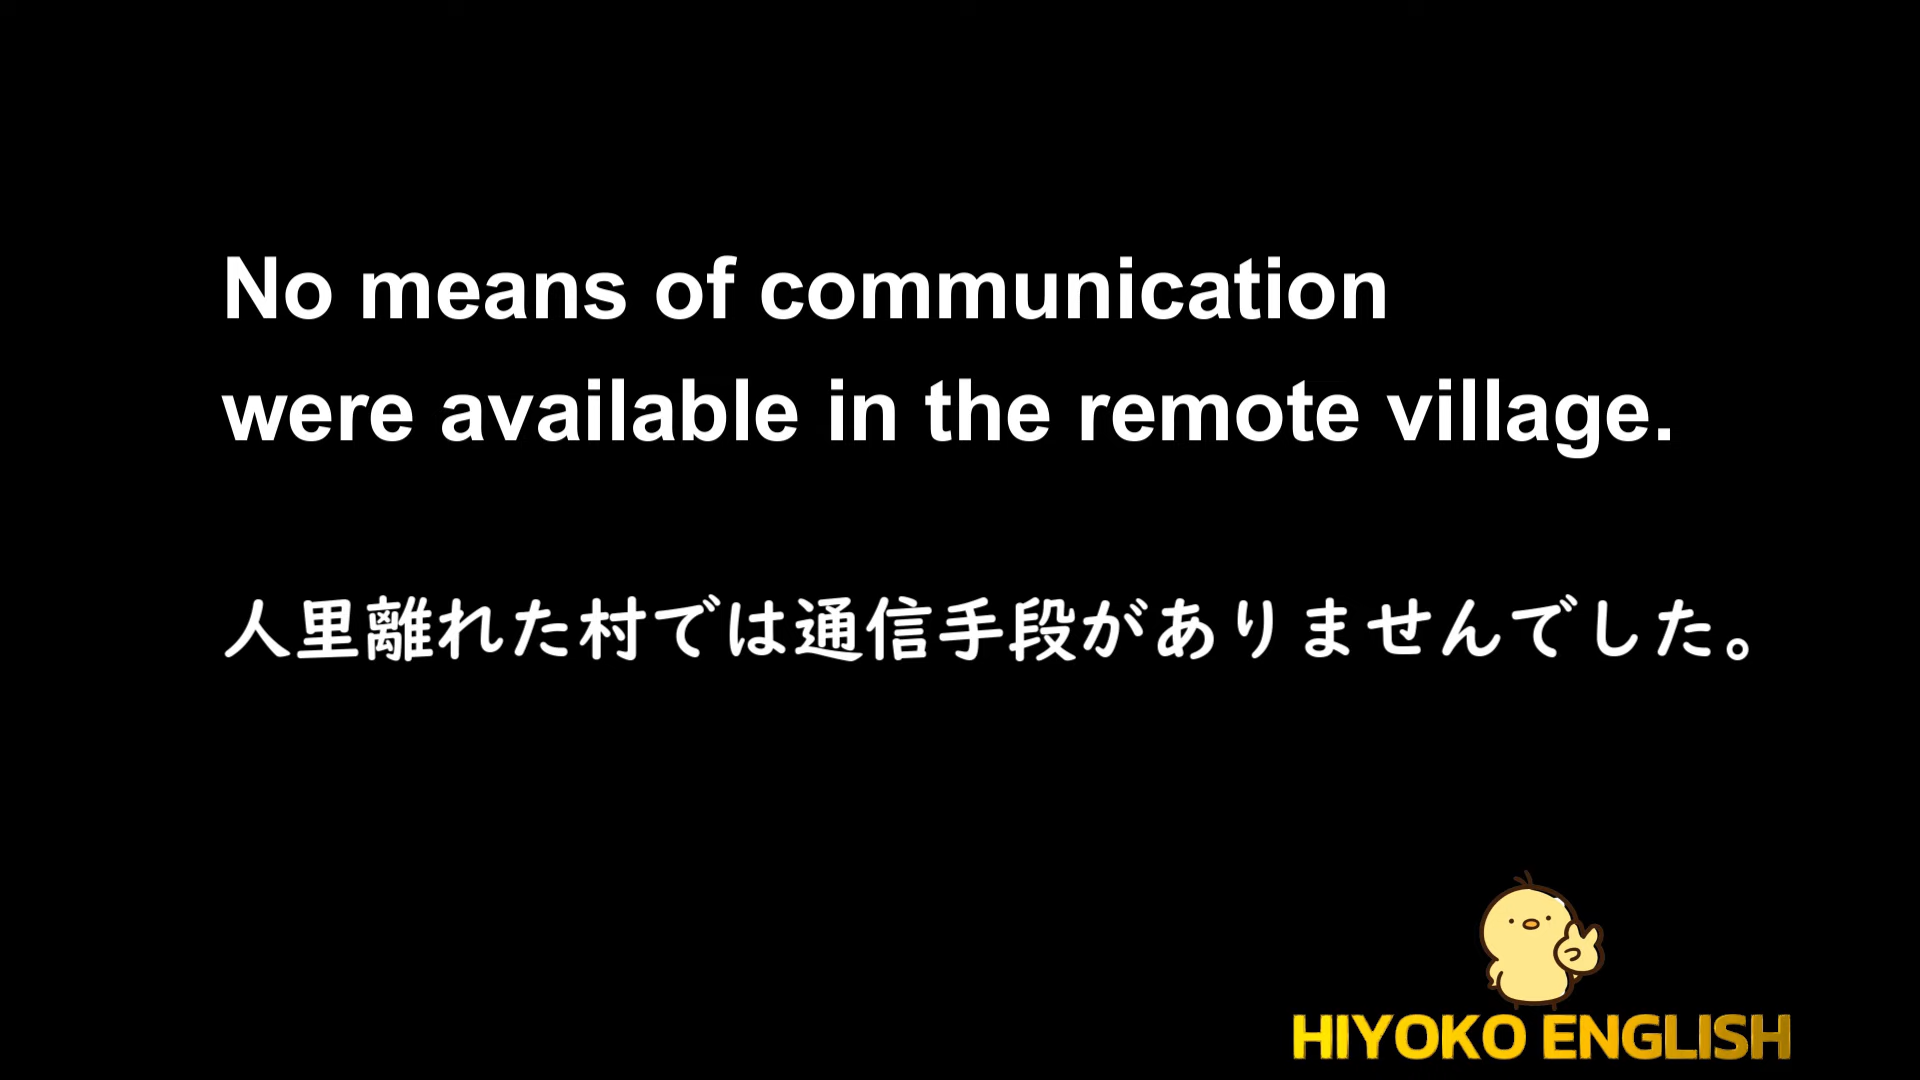 No means of communication
were available in the remote village.
人里離れた村では通信手段がありませんでした。
HIYOKO ENGLISH